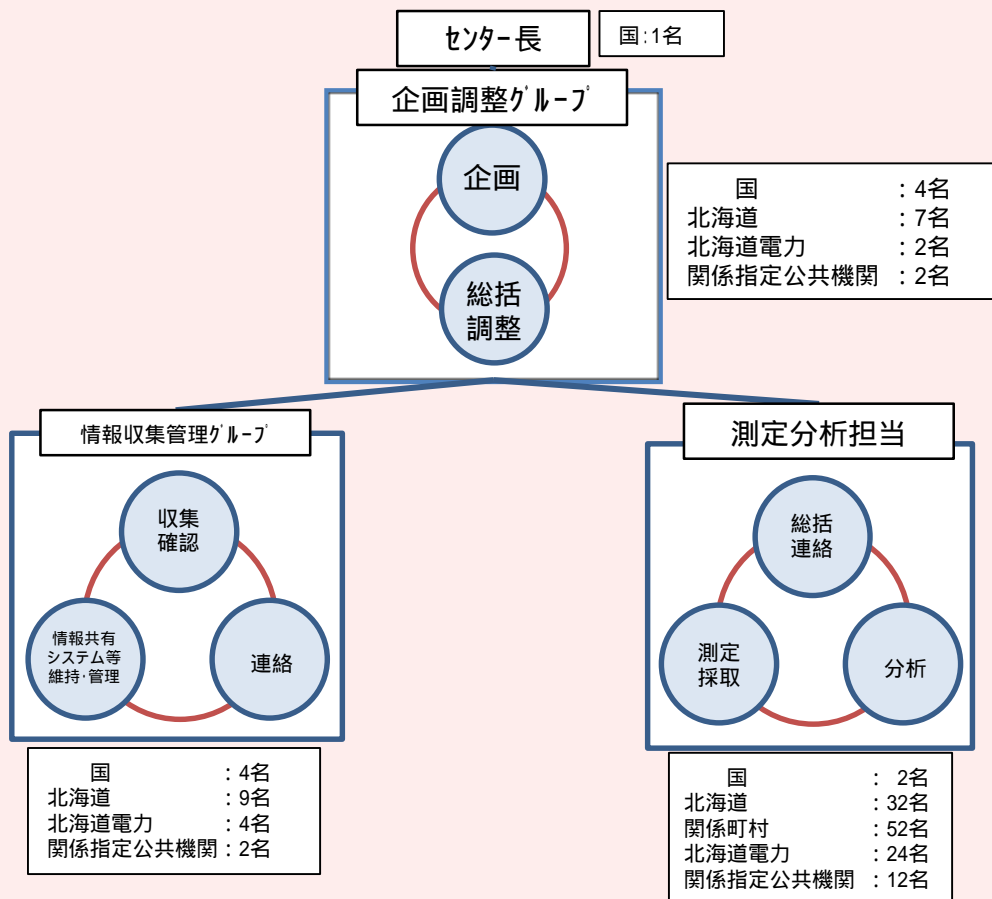 センター長
国:1名
企画調整ｸﾞﾙｰﾌﾟ
企画
総括
調整
国 : 4名
北海道 : 7名
北海道電力 : 2名
関係指定公共機関 : 2名
情報収集管理ｸﾞﾙｰﾌﾟ
収集
確認
情報共有
システム等
維持･管理
連絡
国 : 4名
北海道 : 9名
北海道電力 : 4名
関係指定公共機関 : 2名
測定分析担当
総括
連絡
測定
採取
分析
国 : 2名
北海道 : 32名
関係町村 : 52名
北海道電力 : 24名
関係指定公共機関 : 12名